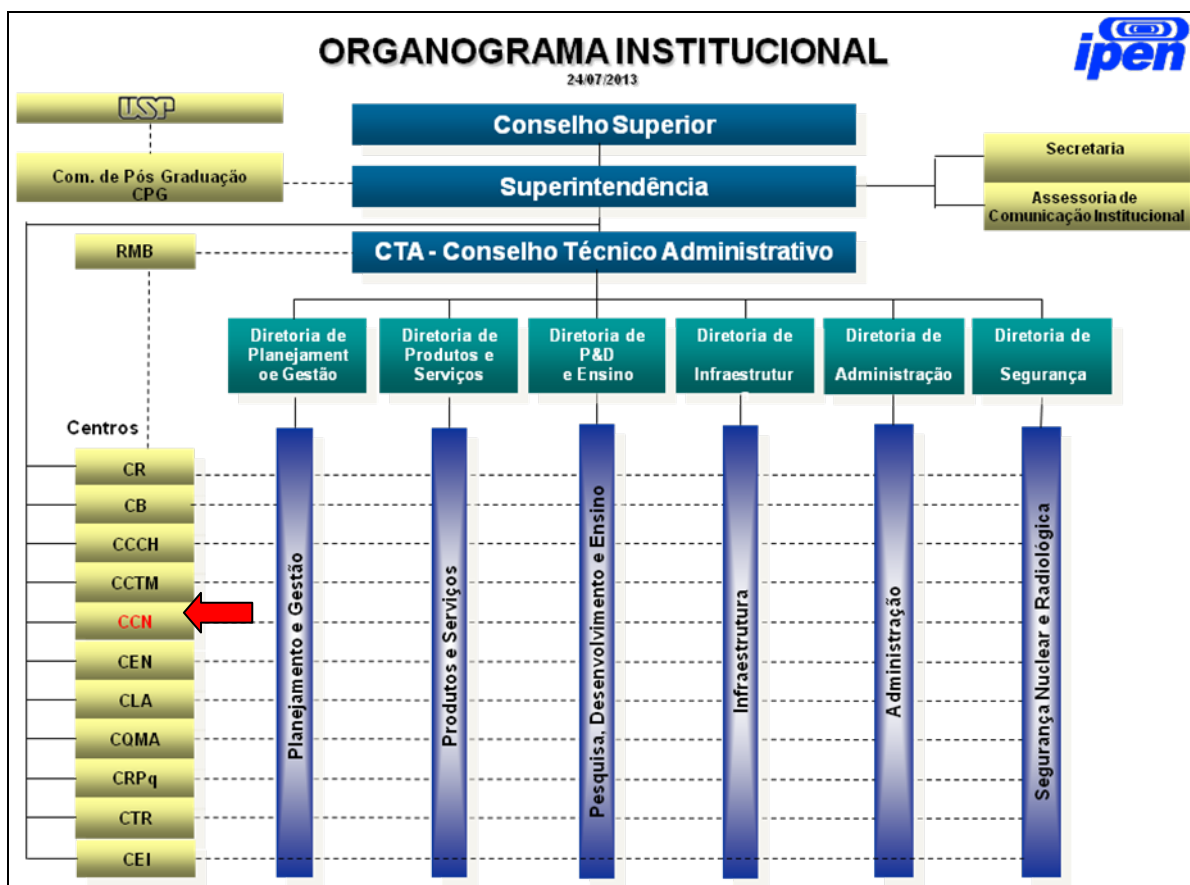 ORGANOGRAMA INSTITUCIONAL
24/07/2013
ipen
USP
Com. de Pós Graduação
CPG
Conselho Superior
Superintendência
Secretaria
Assessoria de
Comunicação Institucional
RMB
CTA - Conselho Técnico Administrativo
Diretoria de
Planejament
oe Gestão
Diretoria de
Produtos e
Serviços
Diretoria de
P&D
e Ensino
Diretoria de
Infraestrutur
Diretoria de
Administração
Diretoria de
Segurança
Centros
CR
CB
CCCH
CCTM
CCN
CEN
CLA
CQMA
CRPq
CTR
CEI
Planejamento e Gestão
Produtos e Serviços
Pesquisa, Desenvolvimento e Ensino
Infraestrutura
Administração
Segurança Nuclear e Radiológica